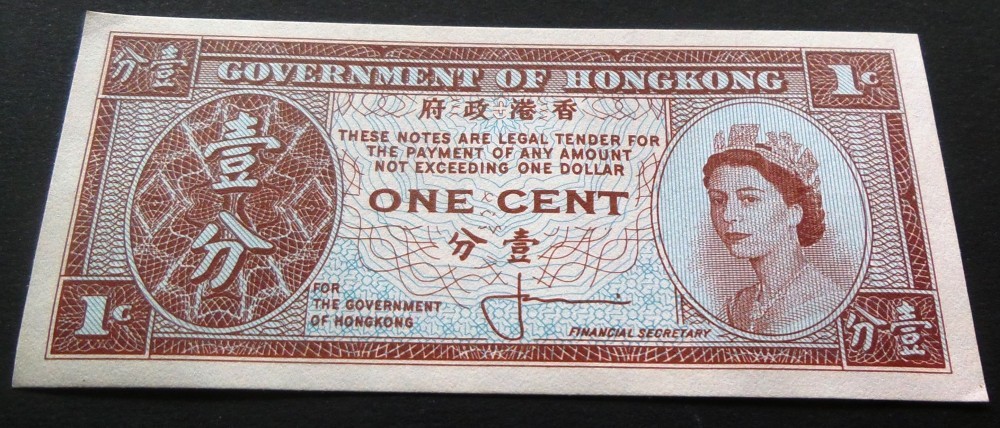 分壹
GOVERNMENT OF HONGKONG
1C
府政港香
THESE NOTES ARE LEGAL TENDER FOR
THE PAYMENT OF ANY AMOUNT
NOT EXCEEDING ONE DOLLAR
壹
分
ONE CENT
分壹
FOR
THE GOVERNMENT
OF HONGKONG
FINANCIAL SECRETARY
1C
分壹